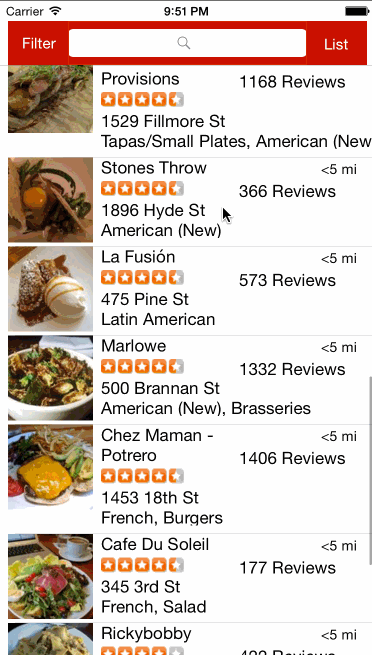 Carrier 9:51 PM
Filter List
Provisions
1168 Reviews
1529 Fillmore St
Tapas/Small Plates, American (New
Stones Throw <5 mi
366 Reviews
1896 Hyde St
American (New)
La Fusión <5 mi
573 Reviews
475 Pine St
Latin American
Marlowe <5 mi
1332 Reviews
500 Brannan St
American (New), Brasseries
Chez Maman - <5 mi
Potrero 1406 Reviews
1453 18th St
French, Burgers
Cafe Du Soleil <5 mi
177 Reviews
345 3rd St
French, Salad
Rickybobby <5 mi
Reviews